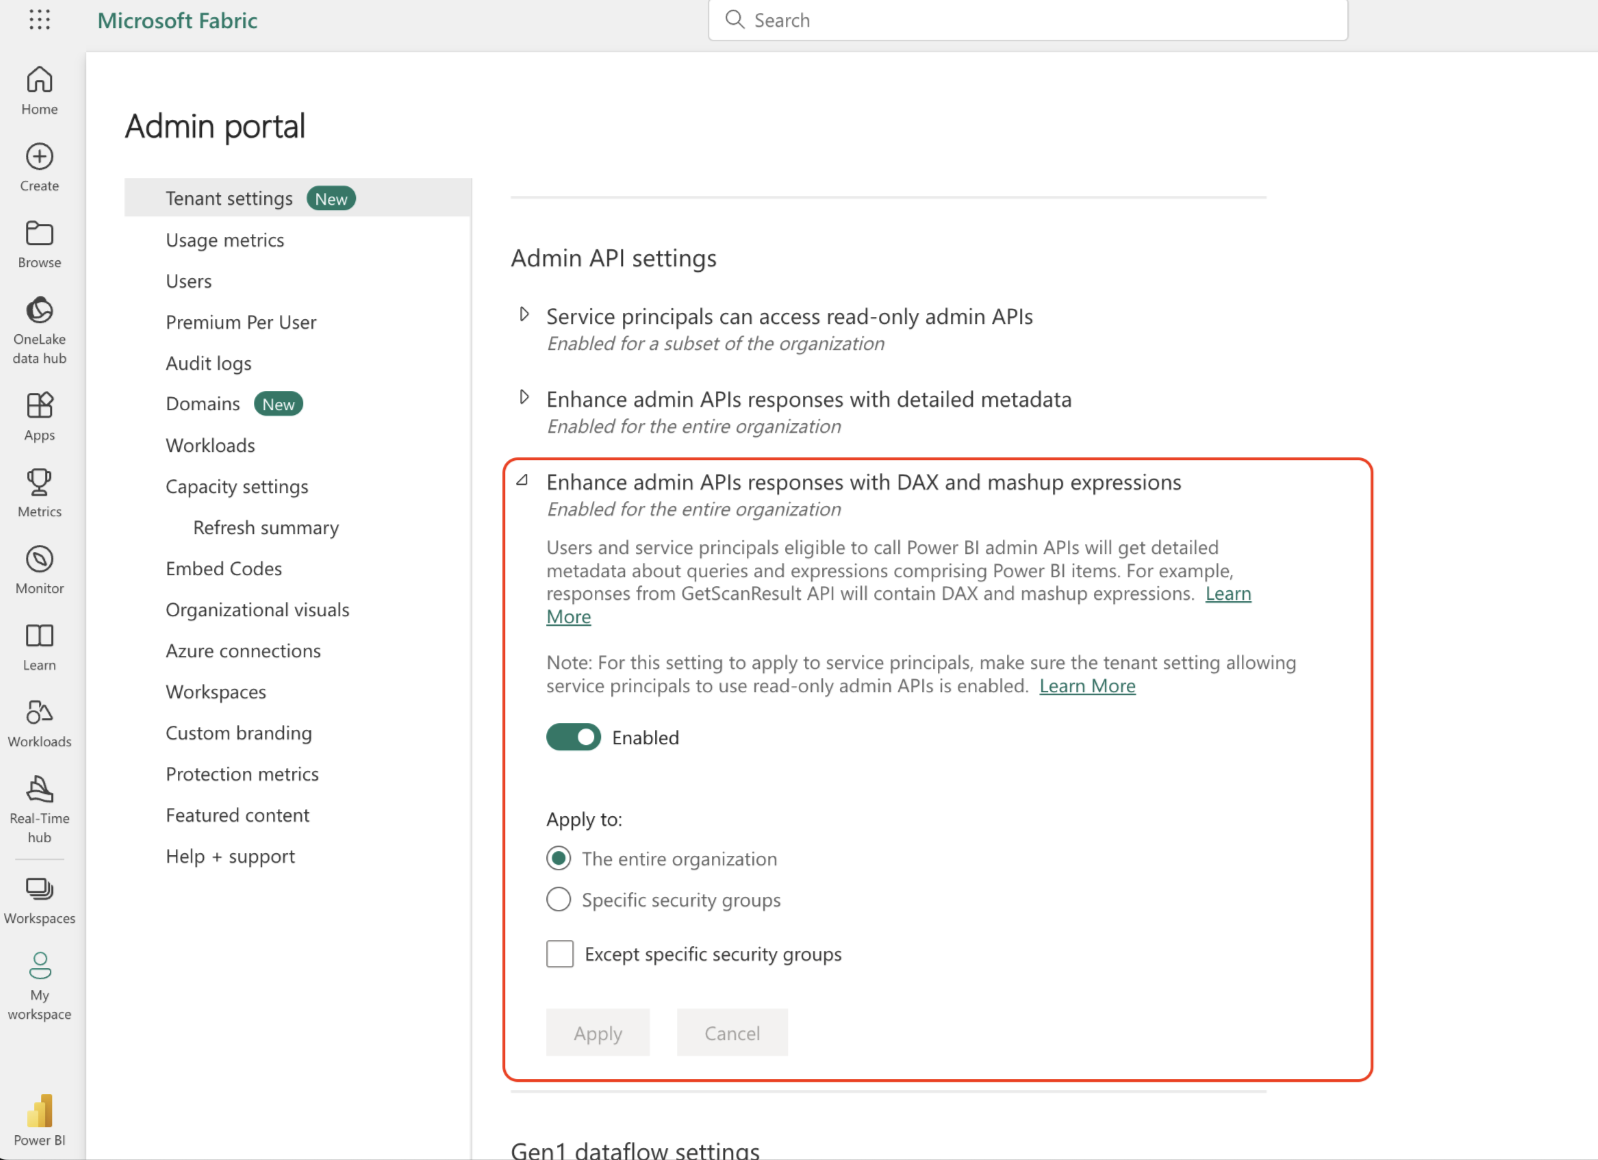 Microsoft Fabric
Search
Home
Create
Browse
OneLake
data hub
Apps
Metrics
Monitor
Learn
Workloads
Real-Time
hub
Workspaces
My
workspace
Power BI
Admin portal
Tenant settings New
Usage metrics
Users
Premium Per User
Audit logs
Domains New
Workloads
Capacity settings
Refresh summary
Embed Codes
Organizational visuals
Azure connections
Workspaces
Custom branding
Protection metrics
Featured content
Help + support
Admin API settings
Service principals can access read-only admin APIs
Enabled for a subset of the organization
Enhance admin APIs responses with detailed metadata
Enabled for the entire organization
Enhance admin APIs responses with DAX and mashup expressions
Enabled for the entire organization
Users and service principals eligible to call Power BI admin APIs will get detailed
metadata about queries and expressions comprising Power BI items. For example,
responses from GetScanResult API will contain DAX and mashup expressions. Learn
More
Note: For this setting to apply to service principals, make sure the tenant setting allowing
service principals to use read-only admin APIs is enabled. Learn More
Enabled
Apply to:
The entire organization
Specific security groups
Except specific security groups
Apply
Cancel
Gen1 dataflow settings